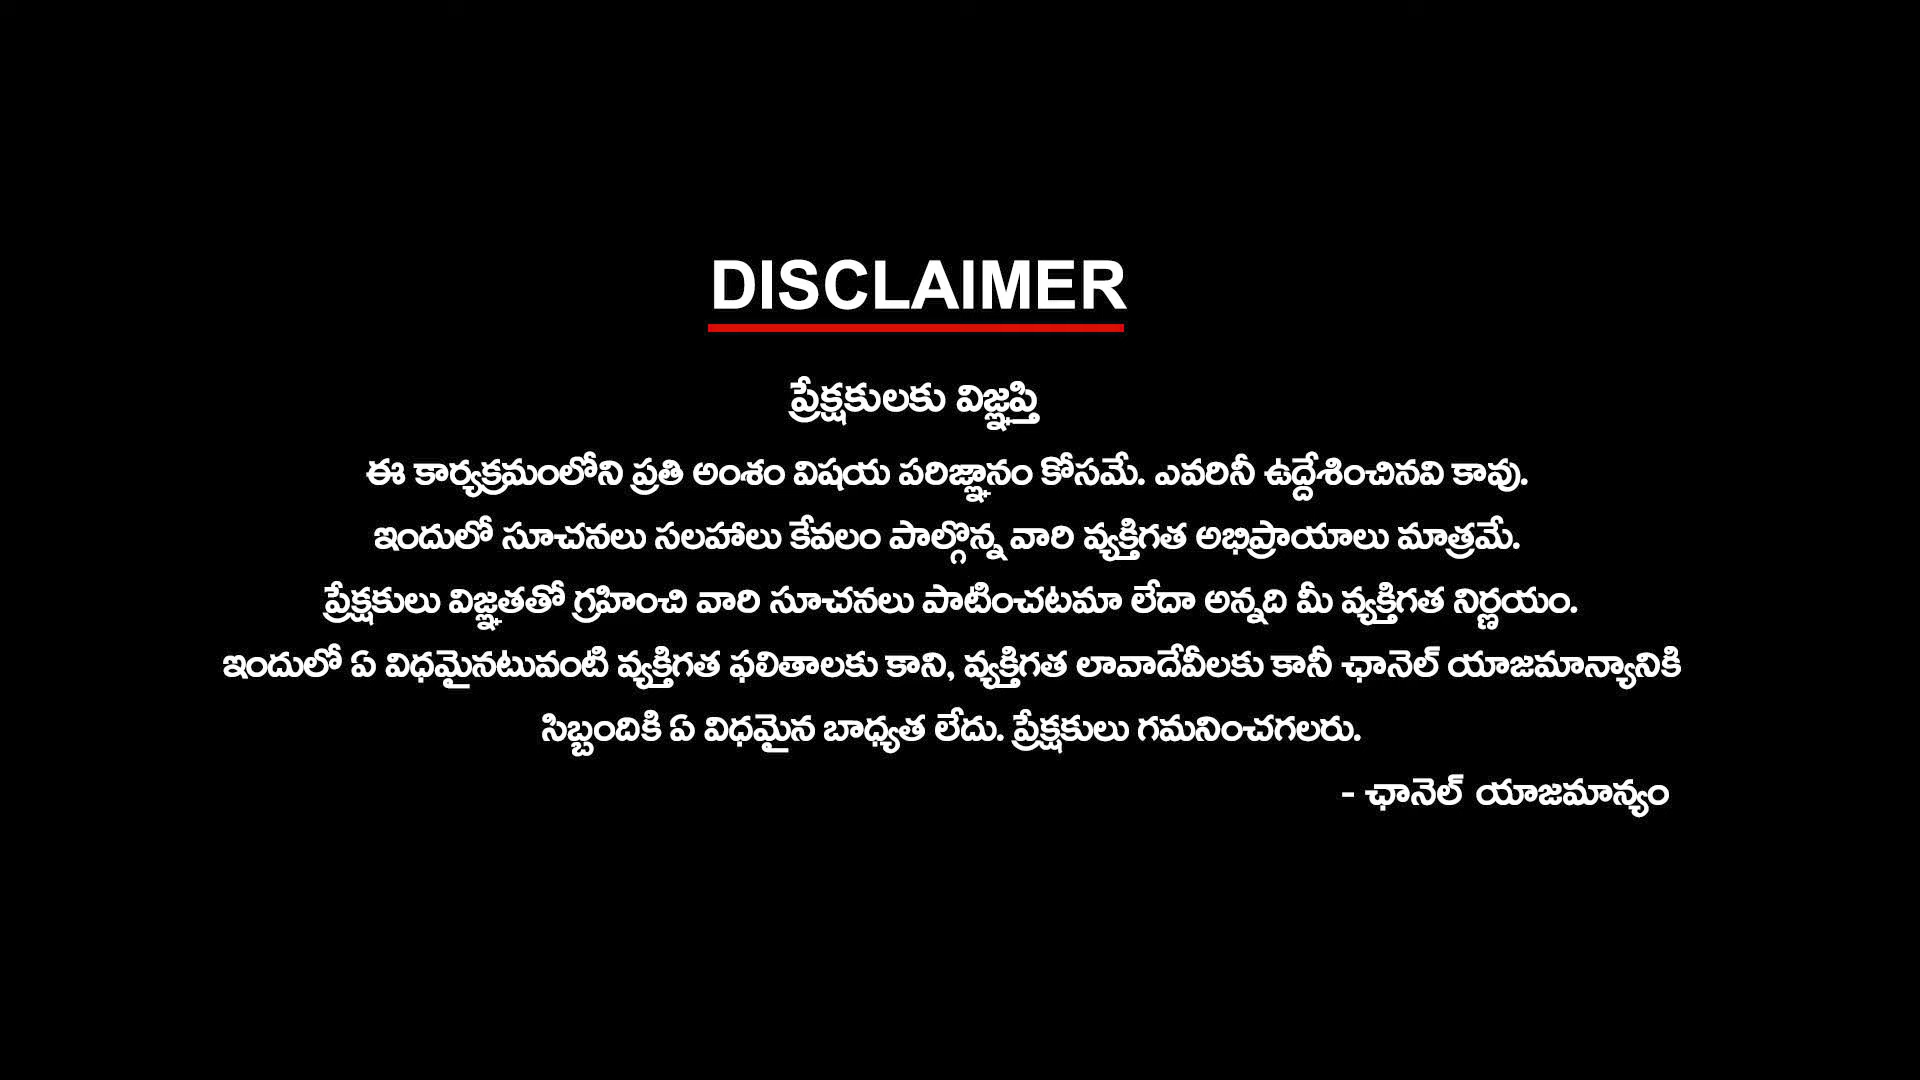 DISCLAIMER
ప్రేక్షకులకు విజ్ఞప్తి
ఈ కార్యక్రమంలోని ప్రతి అంశం విషయ పరిజ్ఞానం కోసమే. ఎవరినీ ఉద్దేశించినవి కావు.
ఇందులో సూచనలు సలహాలు కేవలం పాల్గొన్న వారి వ్యక్తిగత అభిప్రాయాలు మాత్రమే.
ప్రేక్షకులు విజ్ఞతతో గ్రహించి వారి సూచనలు పాటించటమా లేదా అన్నది మీ వ్యక్తిగత నిర్ణయం.
ఇందులో ఏ విధమైనటువంటి వ్యక్తిగత ఫలితాలకు కాని, వ్యక్తిగత లావాదేవీలకు కానీ ఛానెల్ యాజమాన్యానికి
సిబ్బందికి ఏ విధమైన బాధ్యత లేదు. ప్రేక్షకులు గమనించగలరు.
- ఛానెల్ యాజమాన్యం